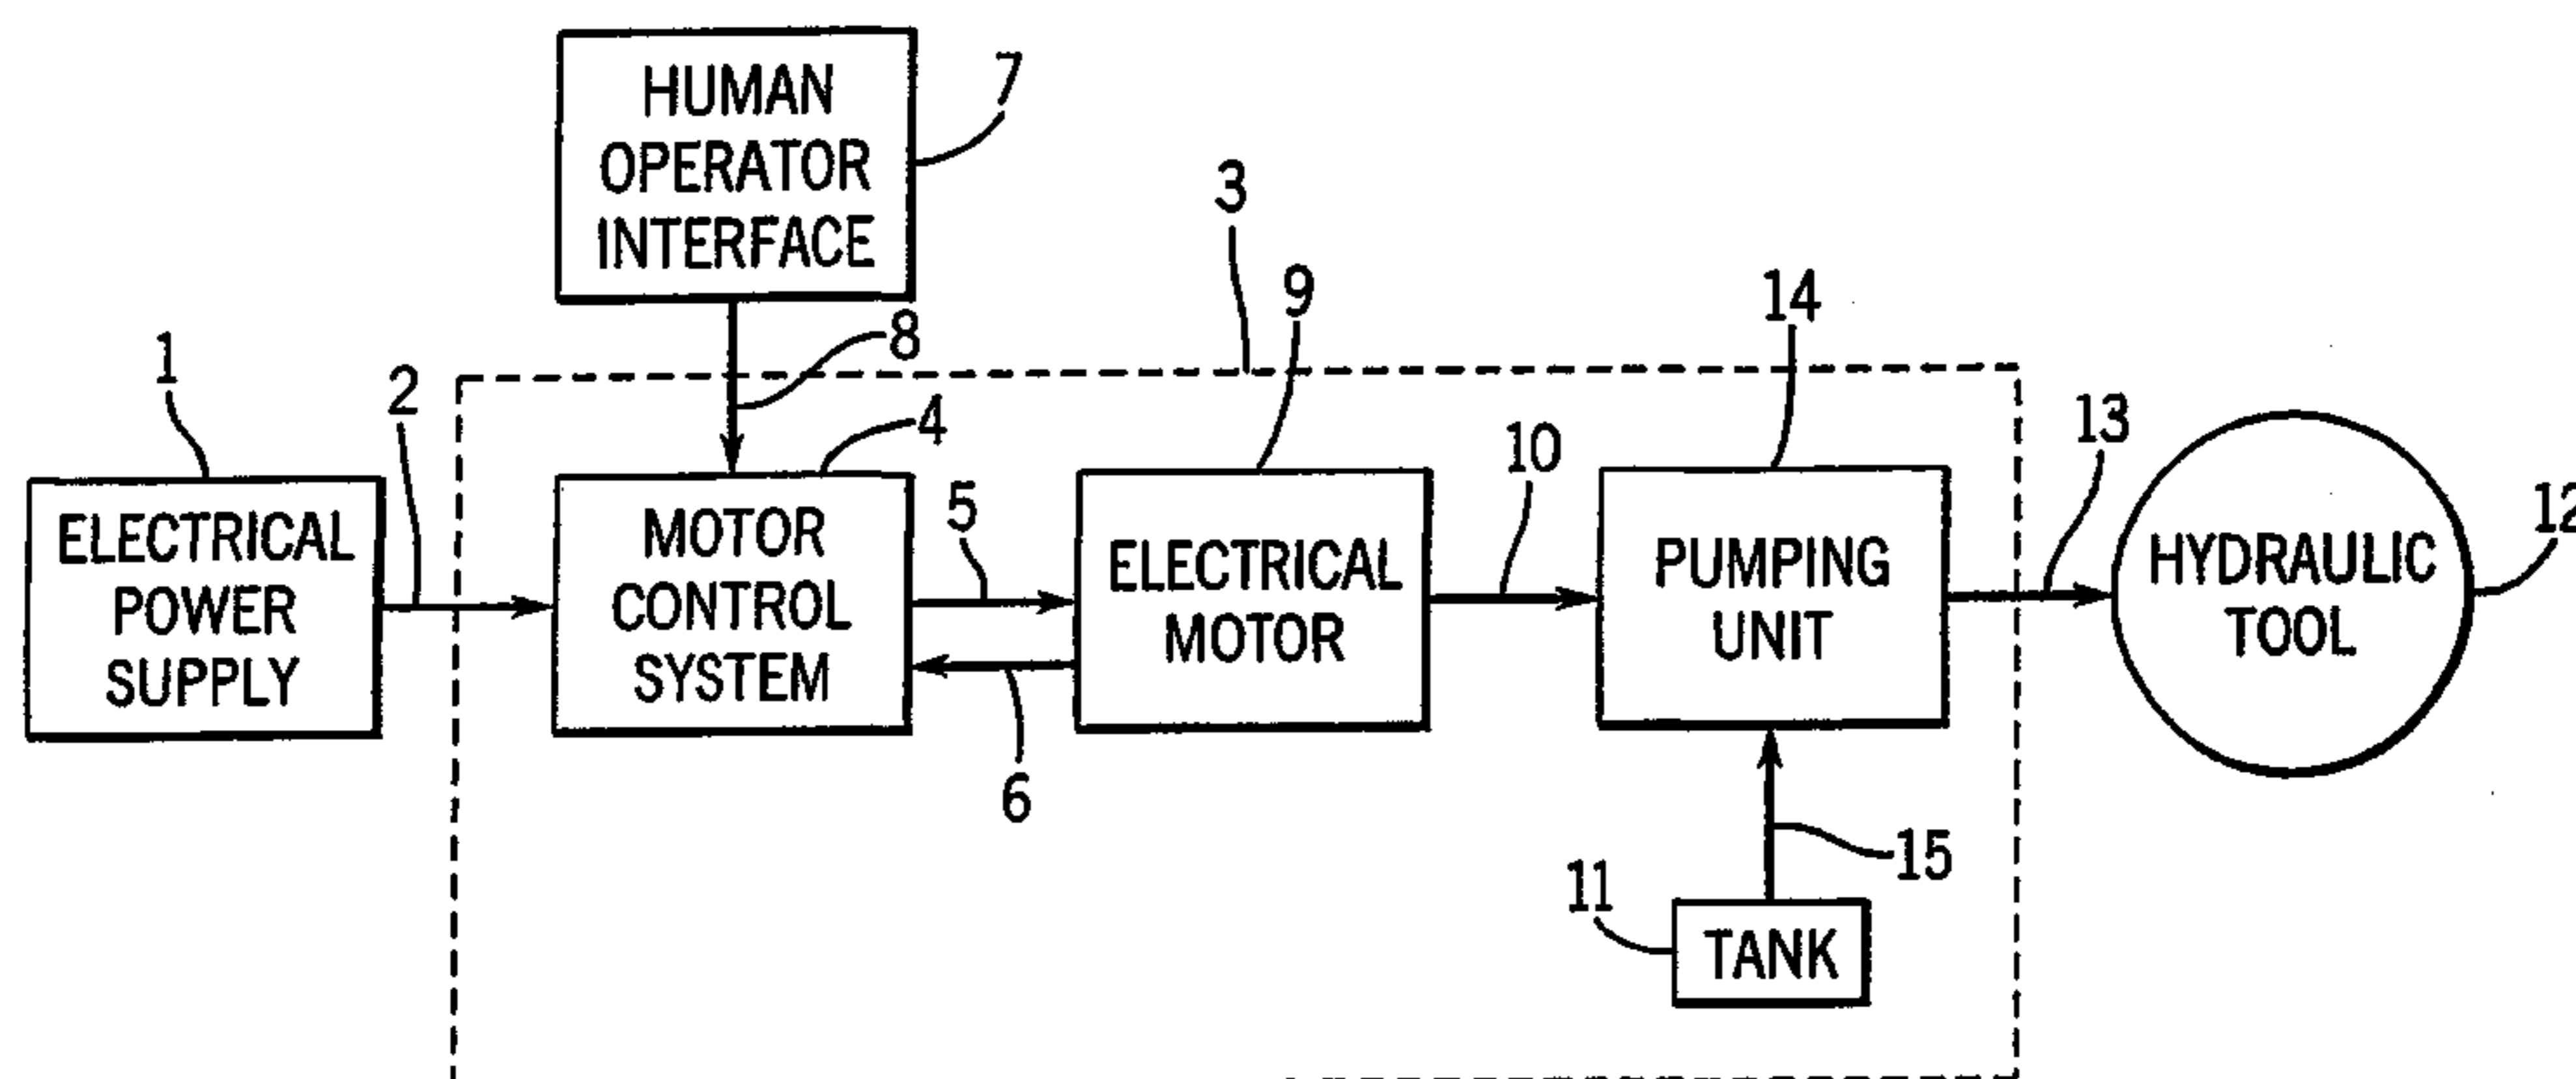 HUMAN
OPERATOR
INTERFACE
7
3
9
14
8
1
2
4
13
5
10
12
ELECTRICAL
POWER
SUPPLY
MOTOR
CONTROL
SYSTEM
ELECTRICAL
MOTOR
PUMPING
UNIT
HYDRAULIC
TOOL
6
15
11
TANK